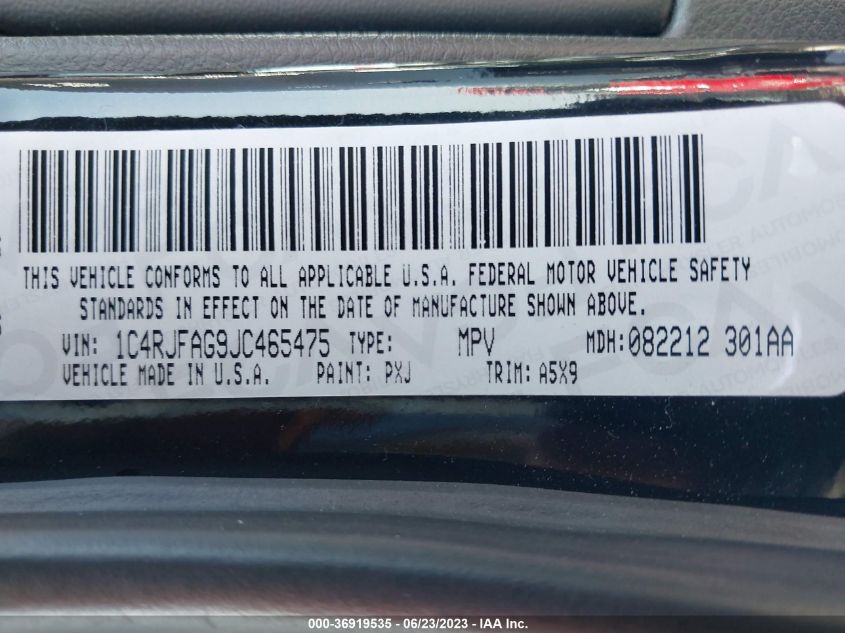 THIS VEHICLE CONFORMS TO ALL APPLICABLE U.S.A. FEDERAL MOTOR VEHICLE SAFETY
STANDARDS IN EFFECT ON THE DATE OF MANUFACTURE SHOWN ABOVE.
VIN: 1C4RJFAG9JC465475 TYPE: MPV MDH: 082212 301AA
VEHICLE MADE IN U.S.A. PAINT: PXJ TRIM: A5X9
000-36919535 - 06/23/2023 - IAA Inc.